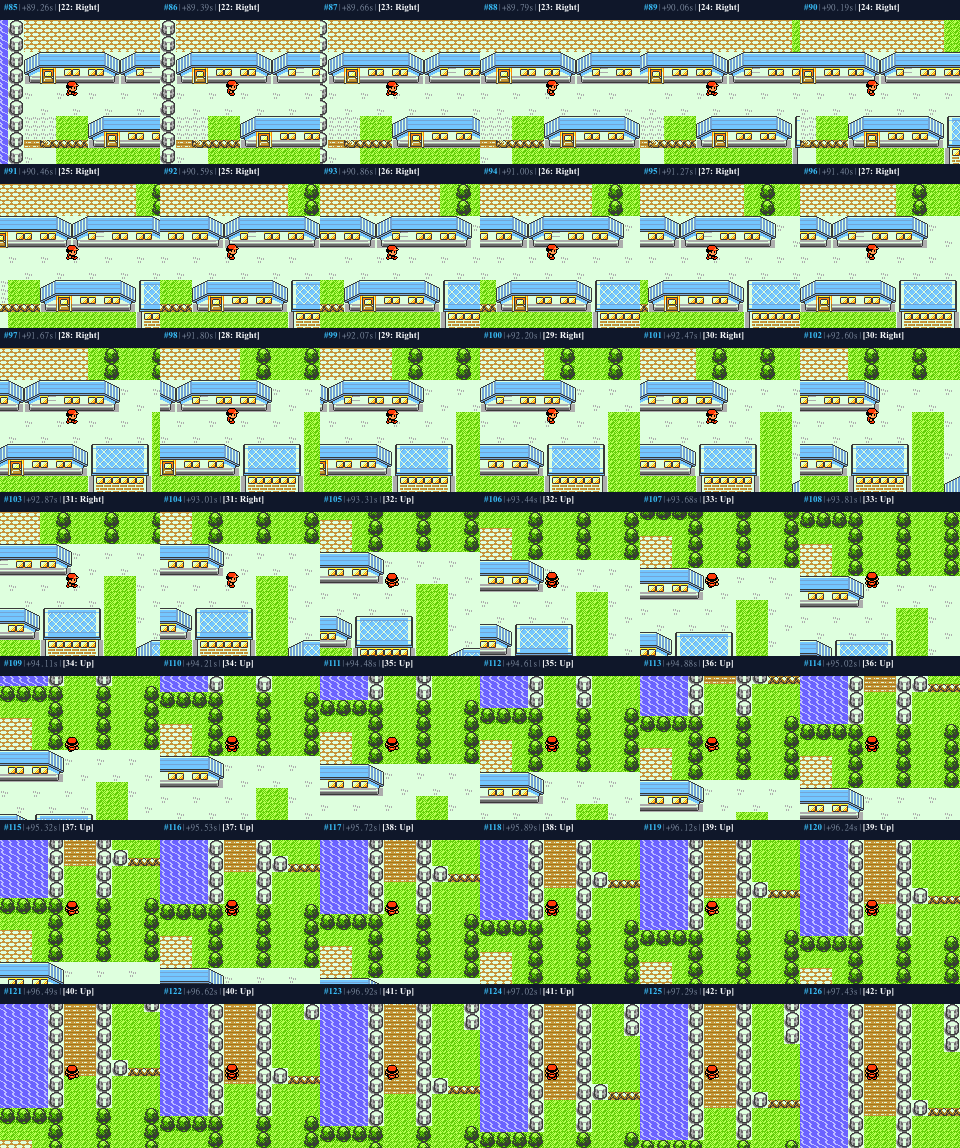 #85|+89.26s|[22: Right] #86|+89.39s|[22: Right] #87|+89.66s|[23: Right] #88|+89.79s|[23: Right] #89|+90.06s|[24: Right] #90|+90.19s|[24: Right]
#91|+90.46s|[25: Right] #92|+90.59s|[25: Right] #93|+90.86s|[26: Right] #94|+91.00s|[26: Right] #95|+91.27s|[27: Right] #96|+91.40s|[27: Right]
#97|+91.67s|[28: Right] #98|+91.80s|[28: Right] #99|+92.07s|[29: Right] #100|+92.20s|[29: Right] #101|+92.47s|[30: Right] #102|+92.60s|[30: Right]
#103|+92.87s|[31: Right] #104|+93.01s|[31: Right] #105|+93.31s|[32: Up] #106|+93.44s|[32: Up] #107|+93.68s|[33: Up] #108|+93.81s|[33: Up]
#109|+94.11s|[34: Up] #110|+94.21s|[34: Up] #111|+94.48s|[35: Up] #112|+94.61s|[35: Up] #113|+94.88s|[36: Up] #114|+95.02s|[36: Up]
#115|+95.32s|[37: Up] #116|+95.53s|[37: Up] #117|+95.72s|[38: Up] #118|+95.89s|[38: Up] #119|+96.12s|[39: Up] #120|+96.24s|[39: Up]
#121|+96.49s|[40: Up] #122|+96.62s|[40: Up] #123|+96.92s|[41: Up] #124|+97.02s|[41: Up] #125|+97.29s|[42: Up] #126|+97.43s|[42: Up]